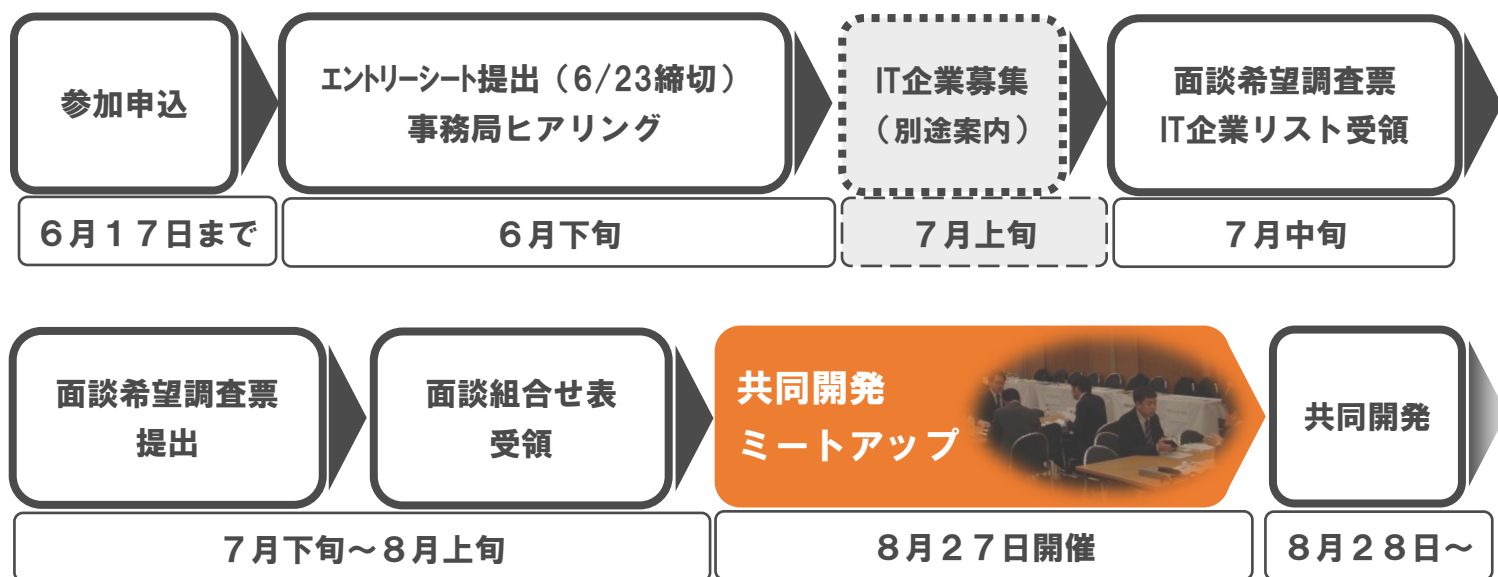 参加申込
エントリーシート提出（6/23締切）
事務局ヒアリング
IT企業募集
（別途案内）
面談希望調査票
IT企業リスト受領
６月１７日まで
６月下旬
７月上旬
７月中旬
面談希望調査票
提出
面談組合せ表
受領
共同開発
ミートアップ
共同開発
７月下旬～８月上旬
８月２７日開催
８月２８日～